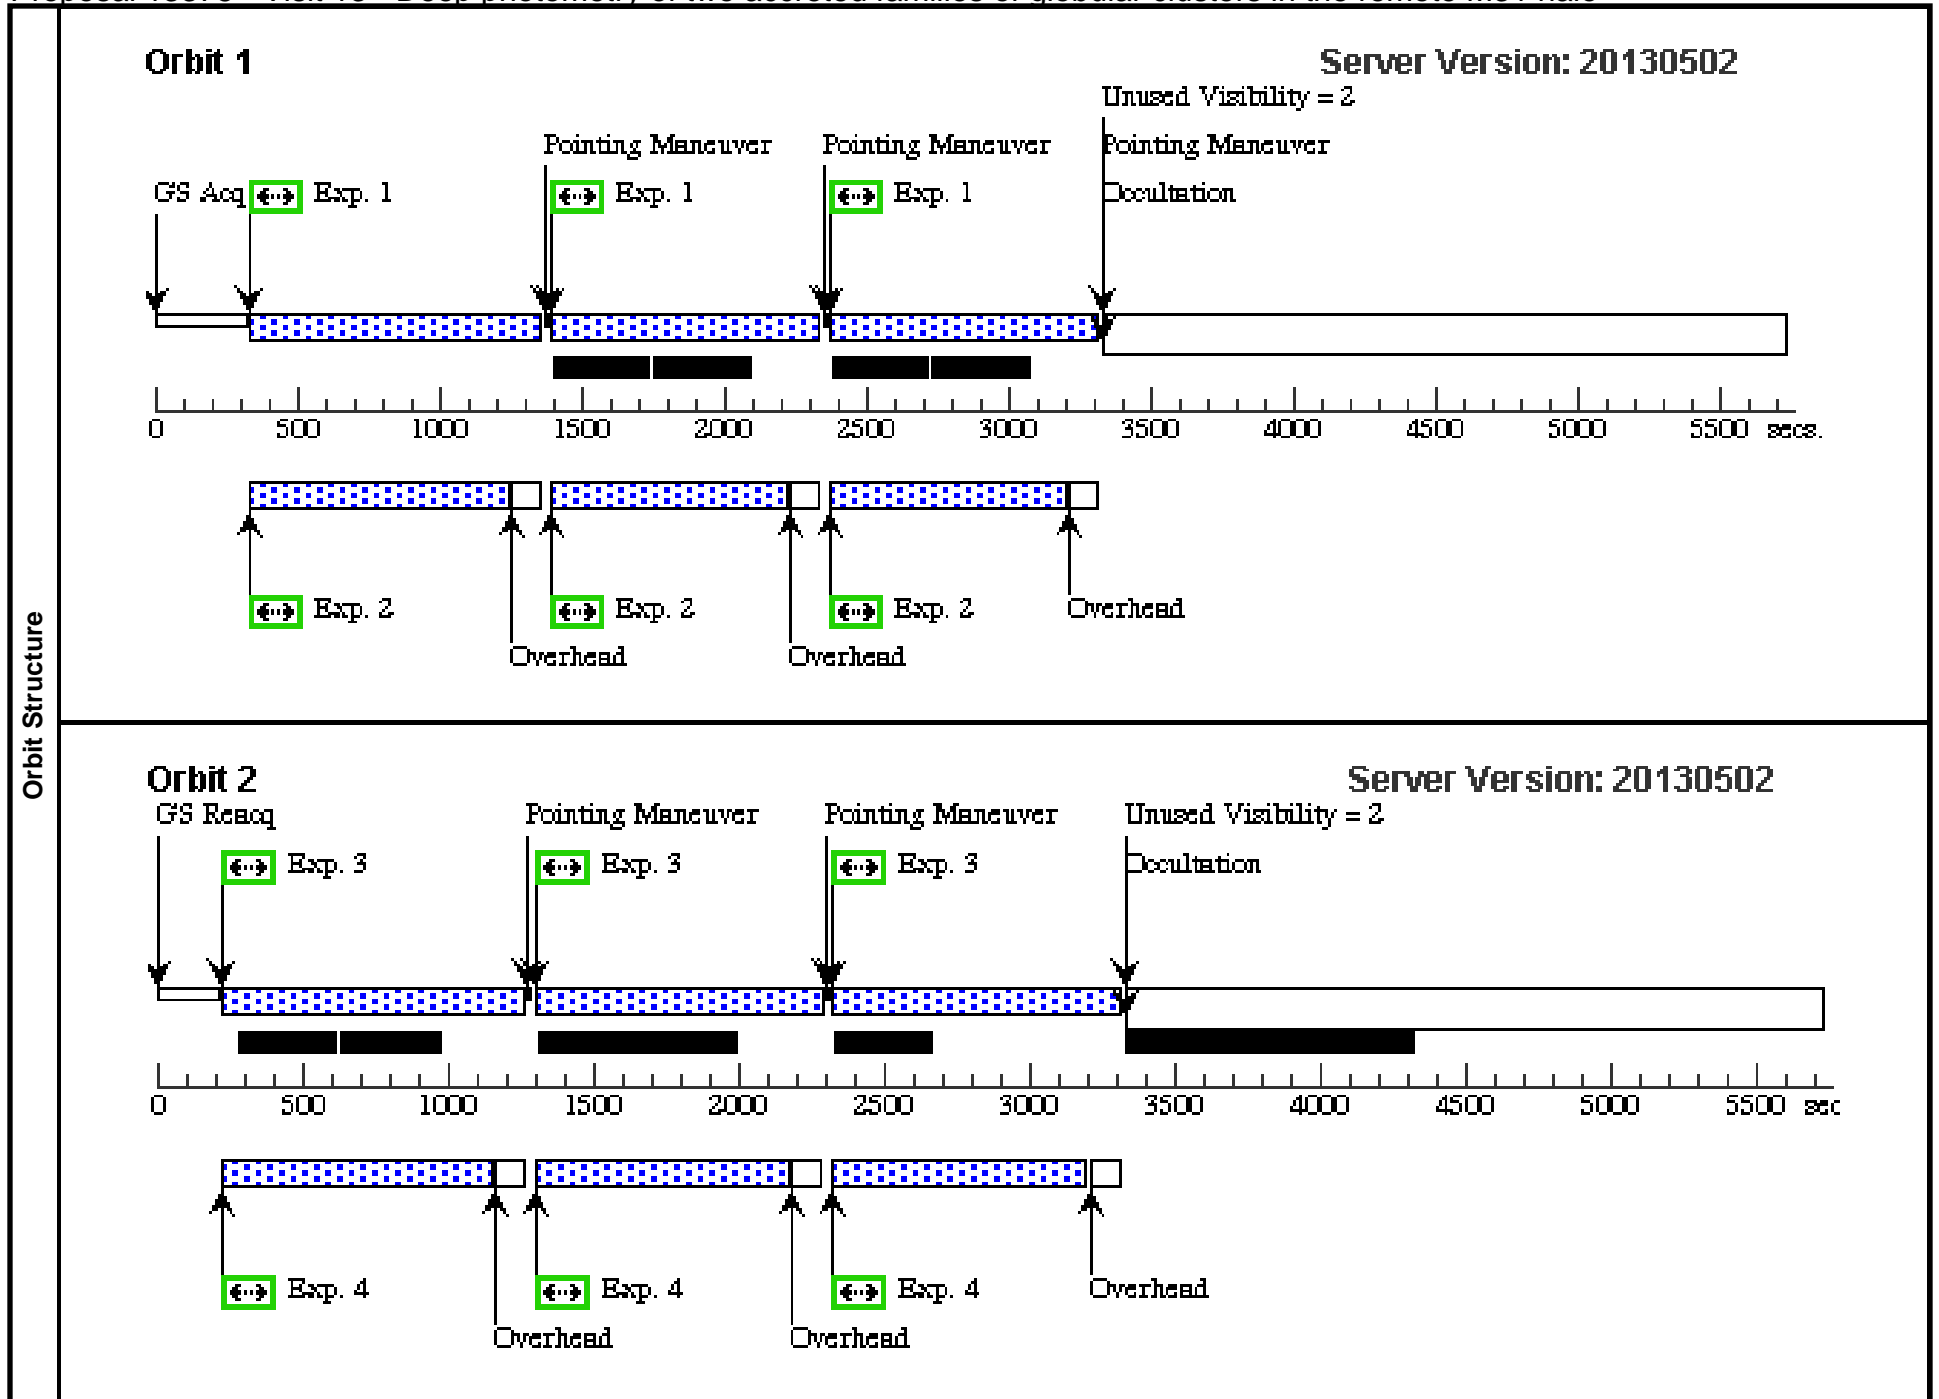 Orbit Structure
Orbit 1
Server Version: 20130502
Unused Visibility = 2
Pointing Maneuver
Pointing Maneuver
Pointing Maneuver
GS Acq
Exp. 1
Exp. 1
Exp. 1
Occultation
0 500 1000 1500 2000 2500 3000 3500 4000 4500 5000 5500 secs.
Exp. 2
Exp. 2
Exp. 2
Overhead
Overhead
Overhead
Orbit 2
Server Version: 20130502
GS Reacq
Pointing Maneuver
Pointing Maneuver
Unused Visibility = 2
Exp. 3
Exp. 3
Exp. 3
Occultation
0 500 1000 1500 2000 2500 3000 3500 4000 4500 5000 5500 sec
Exp. 4
Exp. 4
Exp. 4
Overhead
Overhead
Overhead